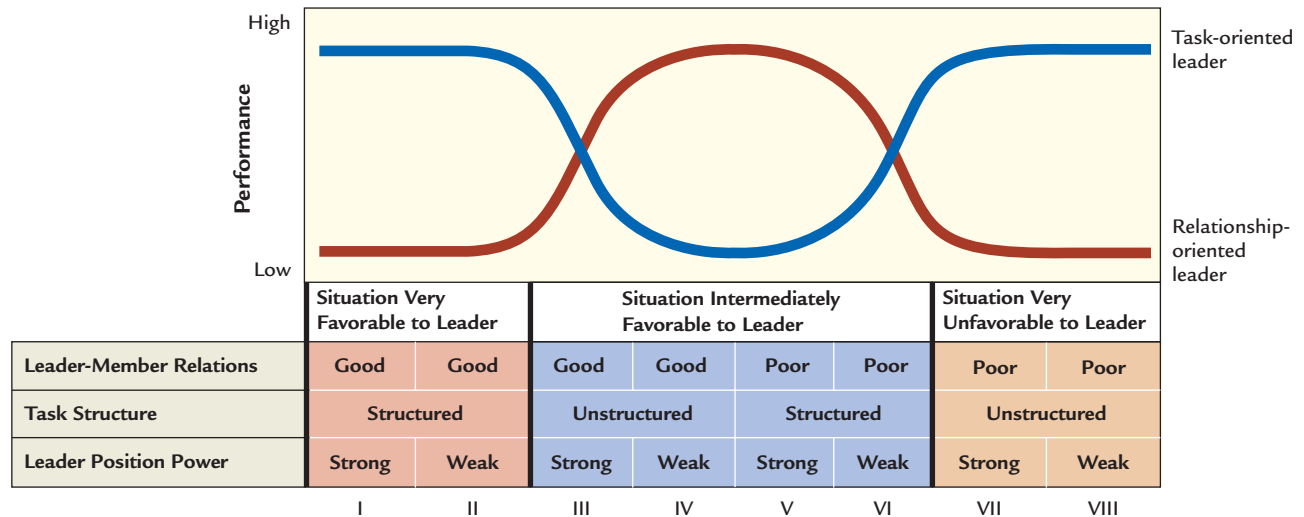 High
Performance
Low
Task-oriented
leader
Relationship-
oriented
leader
Situation Very
Favorable to Leader
Situation Intermediately
Favorable to Leader
Situation Very
Unfavorable to Leader
Leader-Member Relations Good Good Good Good Poor Poor Poor Poor
Task Structure Structured Unstructured Structured Unstructured
Leader Position Power Strong Weak Strong Weak Strong Weak Strong Weak
I II III IV V VI VII VIII